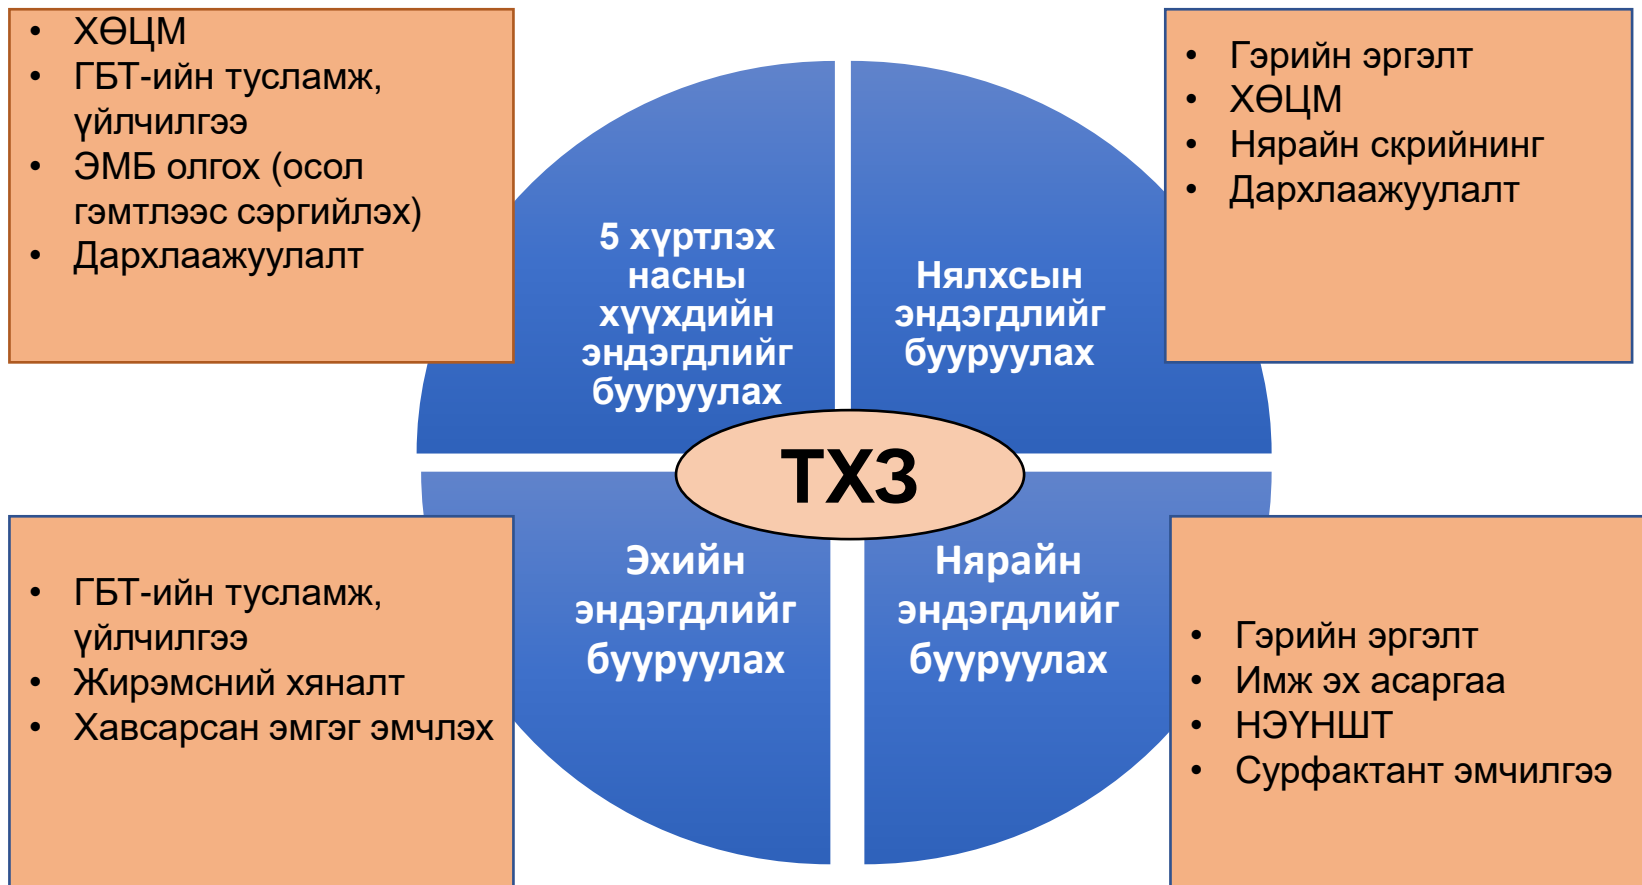 • ХӨЦМ
• ГБТ-ийн тусламж,
үйлчилгээ
• ЭМБ олгох (осол
гэмтлээс сэргийлэх)
• Дархлаажуулалт
5 хүртлэх
насны
хүүхдийн
эндэгдлийг
бууруулах
Нялхсын
эндэгдлийг
бууруулах
• Гэрийн эргэлт
• ХӨЦМ
• Нярайн скрийнинг
• Дархлаажуулалт
ТХЗ
• ГБТ-ийн тусламж,
үйлчилгээ
• Жирэмсний хяналт
• Хавсарсан эмгэг эмчлэх
Эхийн
эндэгдлийг
бууруулах
Нярайн
эндэгдлийг
бууруулах
• Гэрийн эргэлт
• Имж эх асаргаа
• НЭҮНШТ
• Сурфактант эмчилгээ